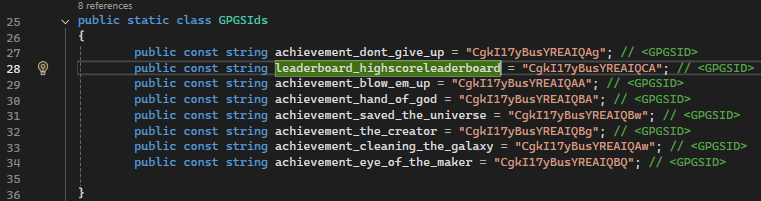 8 references
25 public static class GPGSIds
26 {
27 public const string achievement_dont_give_up = "CgkI17yBusYREAIQAg"; // <GPGSID>
28 public const string leaderboard_highscoreleaderboard = "CgkI17yBusYREAIQCA"; // <GPGSID>
29 public const string achievement_blow_em_up = "CgkI17yBusYREAIQAA"; // <GPGSID>
30 public const string achievement_hand_of_god = "CgkI17yBusYREAIQBA"; // <GPGSID>
31 public const string achievement_saved_the_universe = "CgkI17yBusYREAIQBw"; // <GPGSID>
32 public const string achievement_the_creator = "CgkI17yBusYREAIQBg"; // <GPGSID>
33 public const string achievement_cleaning_the_galaxy = "CgkI17yBusYREAIQAw"; // <GPGSID>
34 public const string achievement_eye_of_the_maker = "CgkI17yBusYREAIQBQ"; // <GPGSID>
35
36 }